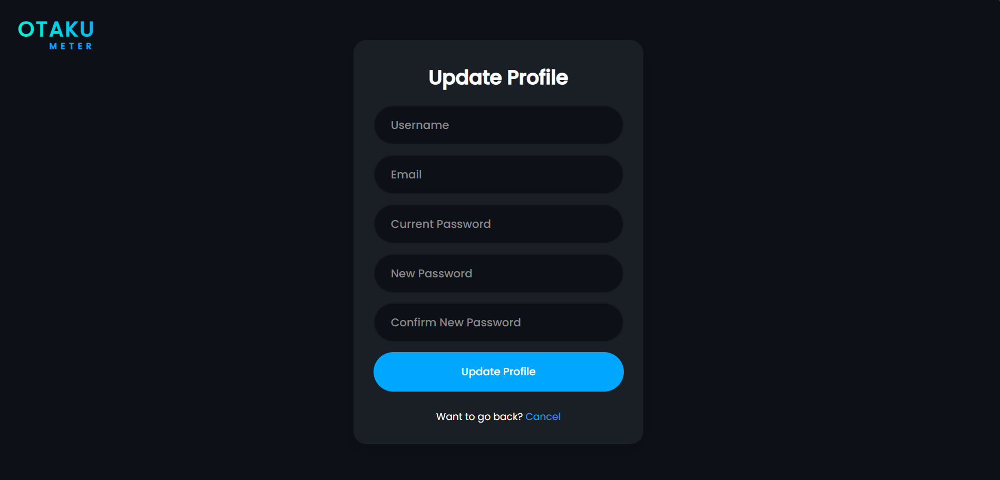 OTAKU
METER
Update Profile
Username
Email
Current Password
New Password
Confirm New Password
Update Profile
Want to go back? Cancel